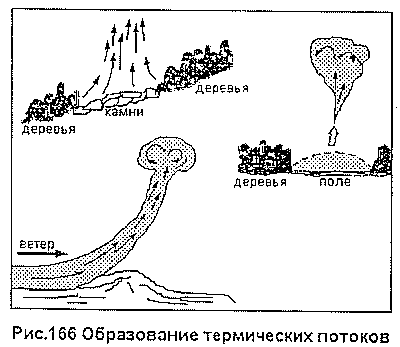 деревья
камни
деревья
деревья
поле
ветер
Рис.166 Образование термических потоков